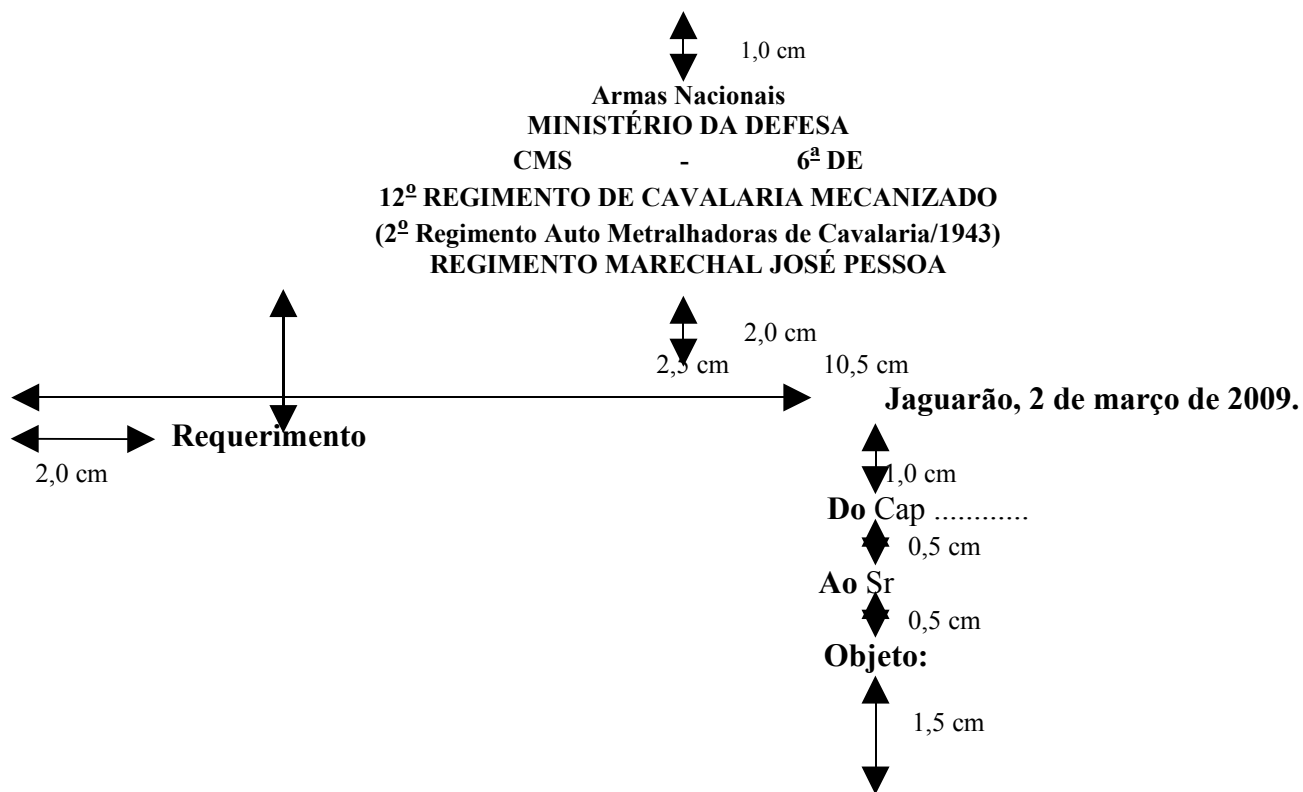 1,0 cm
Armas Nacionais
MINISTÉRIO DA DEFESA
CMS - 6ª DE
12º REGIMENTO DE CAVALARIA MECANIZADO
(2º Regimento Auto Metralhadoras de Cavalaria/1943)
REGIMENTO MARECHAL JOSÉ PESSOA
2,0 cm
2,5 cm 10,5 cm
Jaguarão, 2 de março de 2009.
Requerimento
2,0 cm
1,0 cm
Do Cap ............
0,5 cm
Ao Sr
0,5 cm
Objeto:
1,5 cm